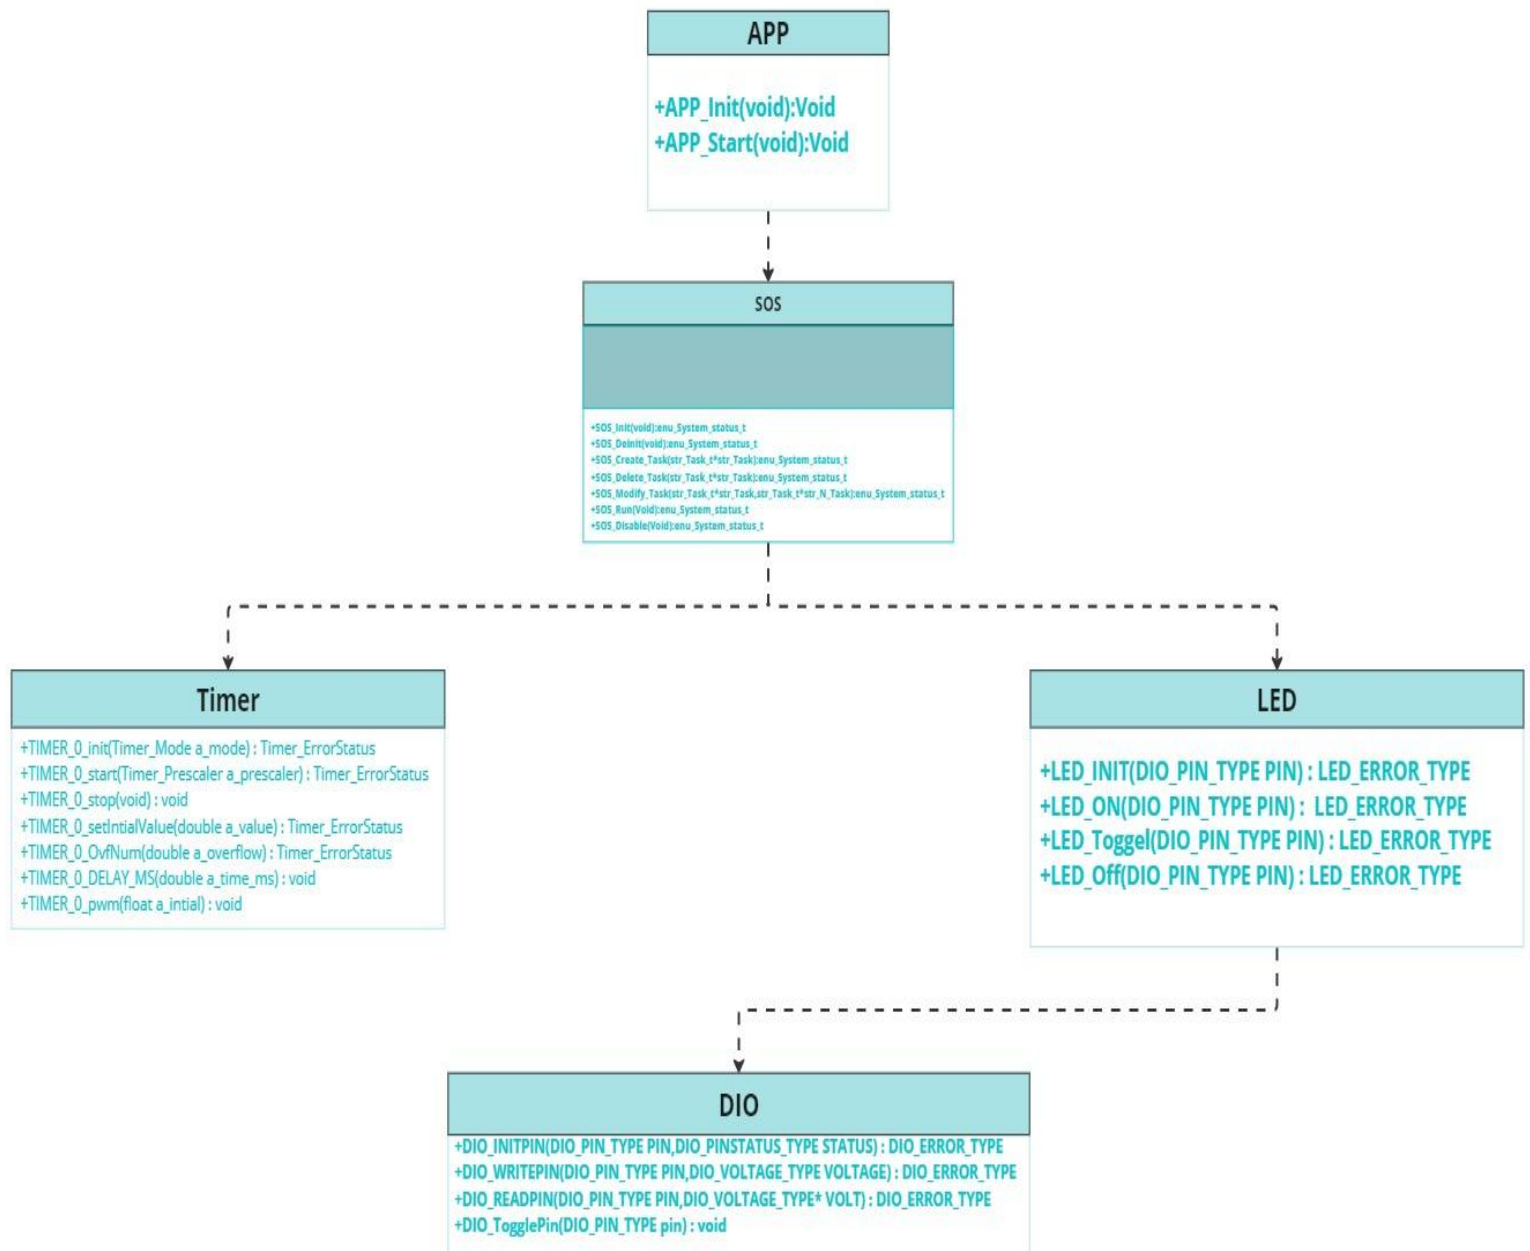 APP
+APP_Init(void):Void
+APP_Start(void):Void
SOS
+SOS_Init(void):enu_System_status_t
+SOS_Deinit(void):enu_System_status_t
+SOS_Create_Task(str_Task_t*str_Task):enu_System_status_t
+SOS_Delete_Task(str_Task_t*str_Task):enu_System_status_t
+SOS_Modify_Task(str_Task_t*str_Task,str_Task_t*str_N_Task):enu_System_status_t
+SOS_Run(Void):enu_System_status_t
+SOS_Disable(Void):enu_System_status_t
Timer
+TIMER_0_init(Timer_Mode a_mode) : Timer_ErrorStatus
+TIMER_0_start(Timer_Prescaler a_prescaler) : Timer_ErrorStatus
+TIMER_0_stop(void) : void
+TIMER_0_setIntialValue(double a_value) : Timer_ErrorStatus
+TIMER_0_OvfNum(double a_overflow) : Timer_ErrorStatus
+TIMER_0_DELAY_MS(double a_time_ms) : void
+TIMER_0_pwm(float a_intial) : void
LED
+LED_INIT(DIO_PIN_TYPE PIN) : LED_ERROR_TYPE
+LED_ON(DIO_PIN_TYPE PIN) :  LED_ERROR_TYPE
+LED_Toggel(DIO_PIN_TYPE PIN) : LED_ERROR_TYPE
+LED_Off(DIO_PIN_TYPE PIN) : LED_ERROR_TYPE
DIO
+DIO_INITPIN(DIO_PIN_TYPE PIN,DIO_PINSTATUS_TYPE STATUS) : DIO_ERROR_TYPE
+DIO_WRITEPIN(DIO_PIN_TYPE PIN,DIO_VOLTAGE_TYPE VOLTAGE) : DIO_ERROR_TYPE
+DIO_READPIN(DIO_PIN_TYPE PIN,DIO_VOLTAGE_TYPE* VOLT) : DIO_ERROR_TYPE
+DIO_TogglePin(DIO_PIN_TYPE pin) : void